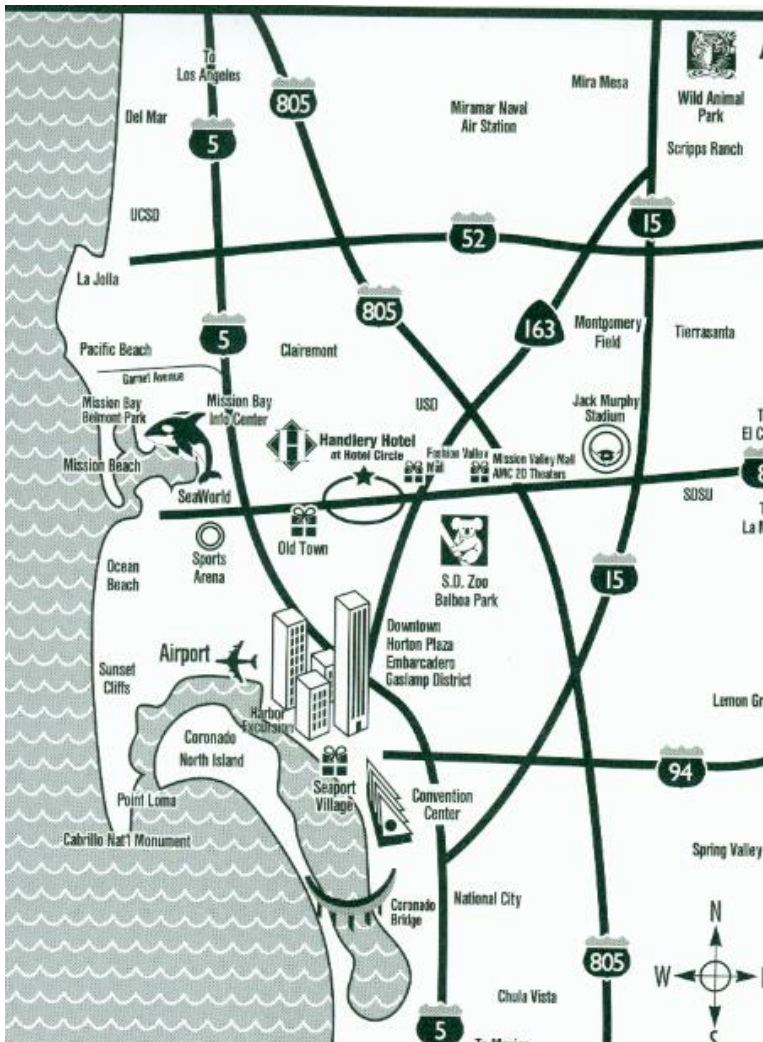 To
Los Angeles
805
Mira Mesa
Wild Animal
Park
Del Mar
5
Miramar Naval
Air Station
Scripps Ranch
UCSD
15
52
La Jolla
805
5
163
Montgomery
Field
Tierrasanta
Pacific Beach
Clairemont
Garnet Avenue
Mission Bay
Belmont Park
Mission Bay
Info Center
USD
Jack Murphy
Stadium
H
Handlery Hotel
at Hotel Circle
Fashion Valley
Mall
Mission Valley Mall
AMC 20 Theaters
El C
8
Mission Beach
SeaWorld
SDSU
La M
Old Town
Sports
Arena
Ocean
Beach
S.D. Zoo
Balboa Park
15
Downtown
Horton Plaza
Embarcadero
Gaslamp District
Airport
Sunset
Cliffs
Lemon Gr
Harbor
Excursion
Coronado
North Island
94
Seaport
Village
Convention
Center
Point Loma
Cabrillo Nat'l Monument
Spring Valley
National City
Coronado
Bridge
N
W
S
805
Chula Vista
5